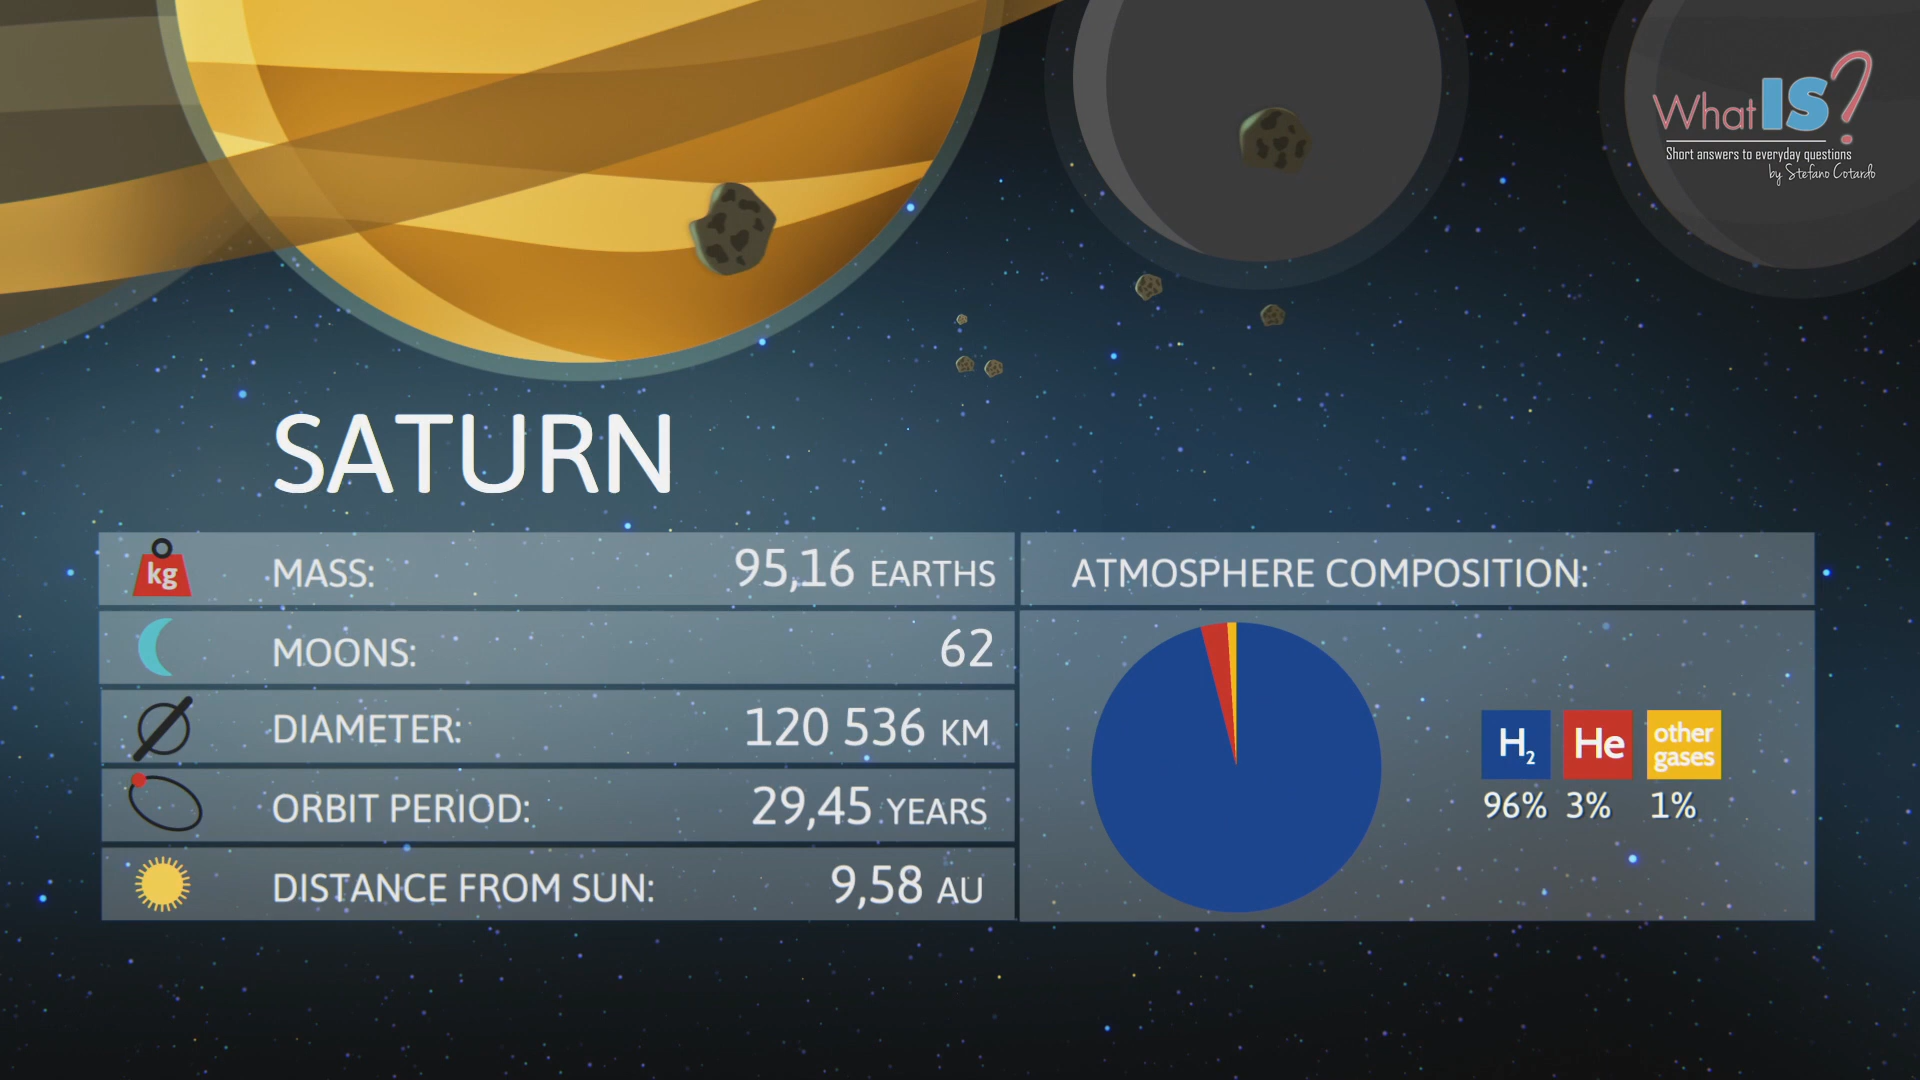 What IS?
Short answers to everyday questions
by Stefano Cotardo
SATURN
kg
MASS: 95,16 EARTHS
MOONS: 62
DIAMETER: 120 536 KM
ORBIT PERIOD: 29,45 YEARS
DISTANCE FROM SUN: 9,58 AU
ATMOSPHERE COMPOSITION:
H₂ He other gases
96% 3% 1%